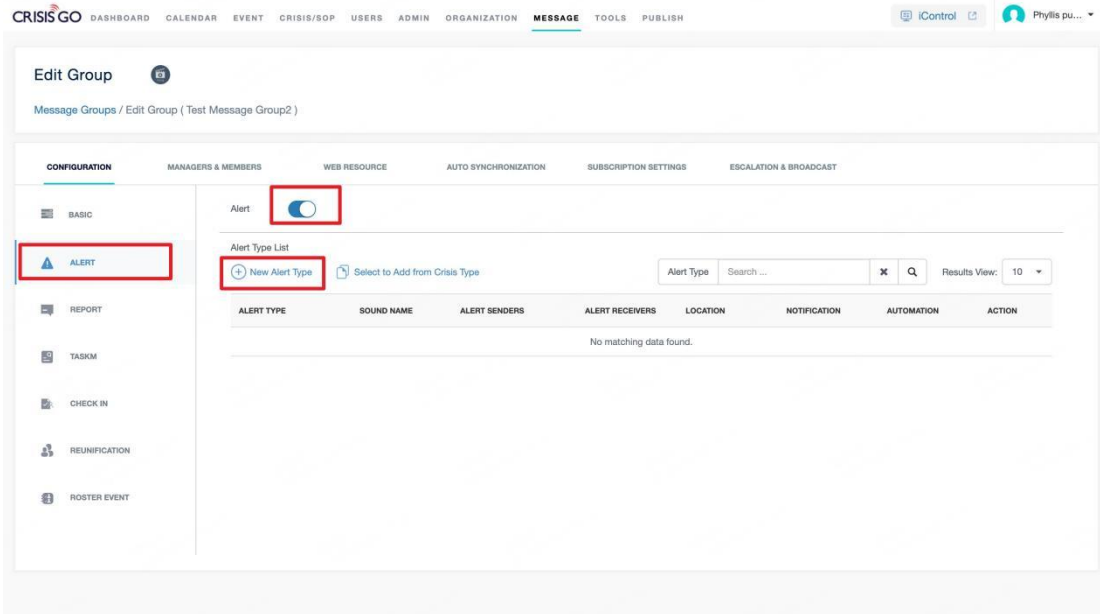 CRISIS GO DASHBOARD CALENDAR EVENT CRISIS/SOP USERS ADMIN ORGANIZATION MESSAGE TOOLS PUBLISH iControl Phyllis pu...
Edit Group
Message Groups / Edit Group ( Test Message Group2 )
CONFIGURATION MANAGERS & MEMBERS WEB RESOURCE AUTO SYNCHRONIZATION SUBSCRIPTION SETTINGS ESCALATION & BROADCAST
BASIC
ALERT
REPORT
TASKM
CHECK IN
REUNIFICATION
ROSTER EVENT
Alert
Alert Type List
New Alert Type Select to Add from Crisis Type Alert Type Search ... Results View: 10
ALERT TYPE SOUND NAME ALERT SENDERS ALERT RECEIVERS LOCATION NOTIFICATION AUTOMATION ACTION
No matching data found.